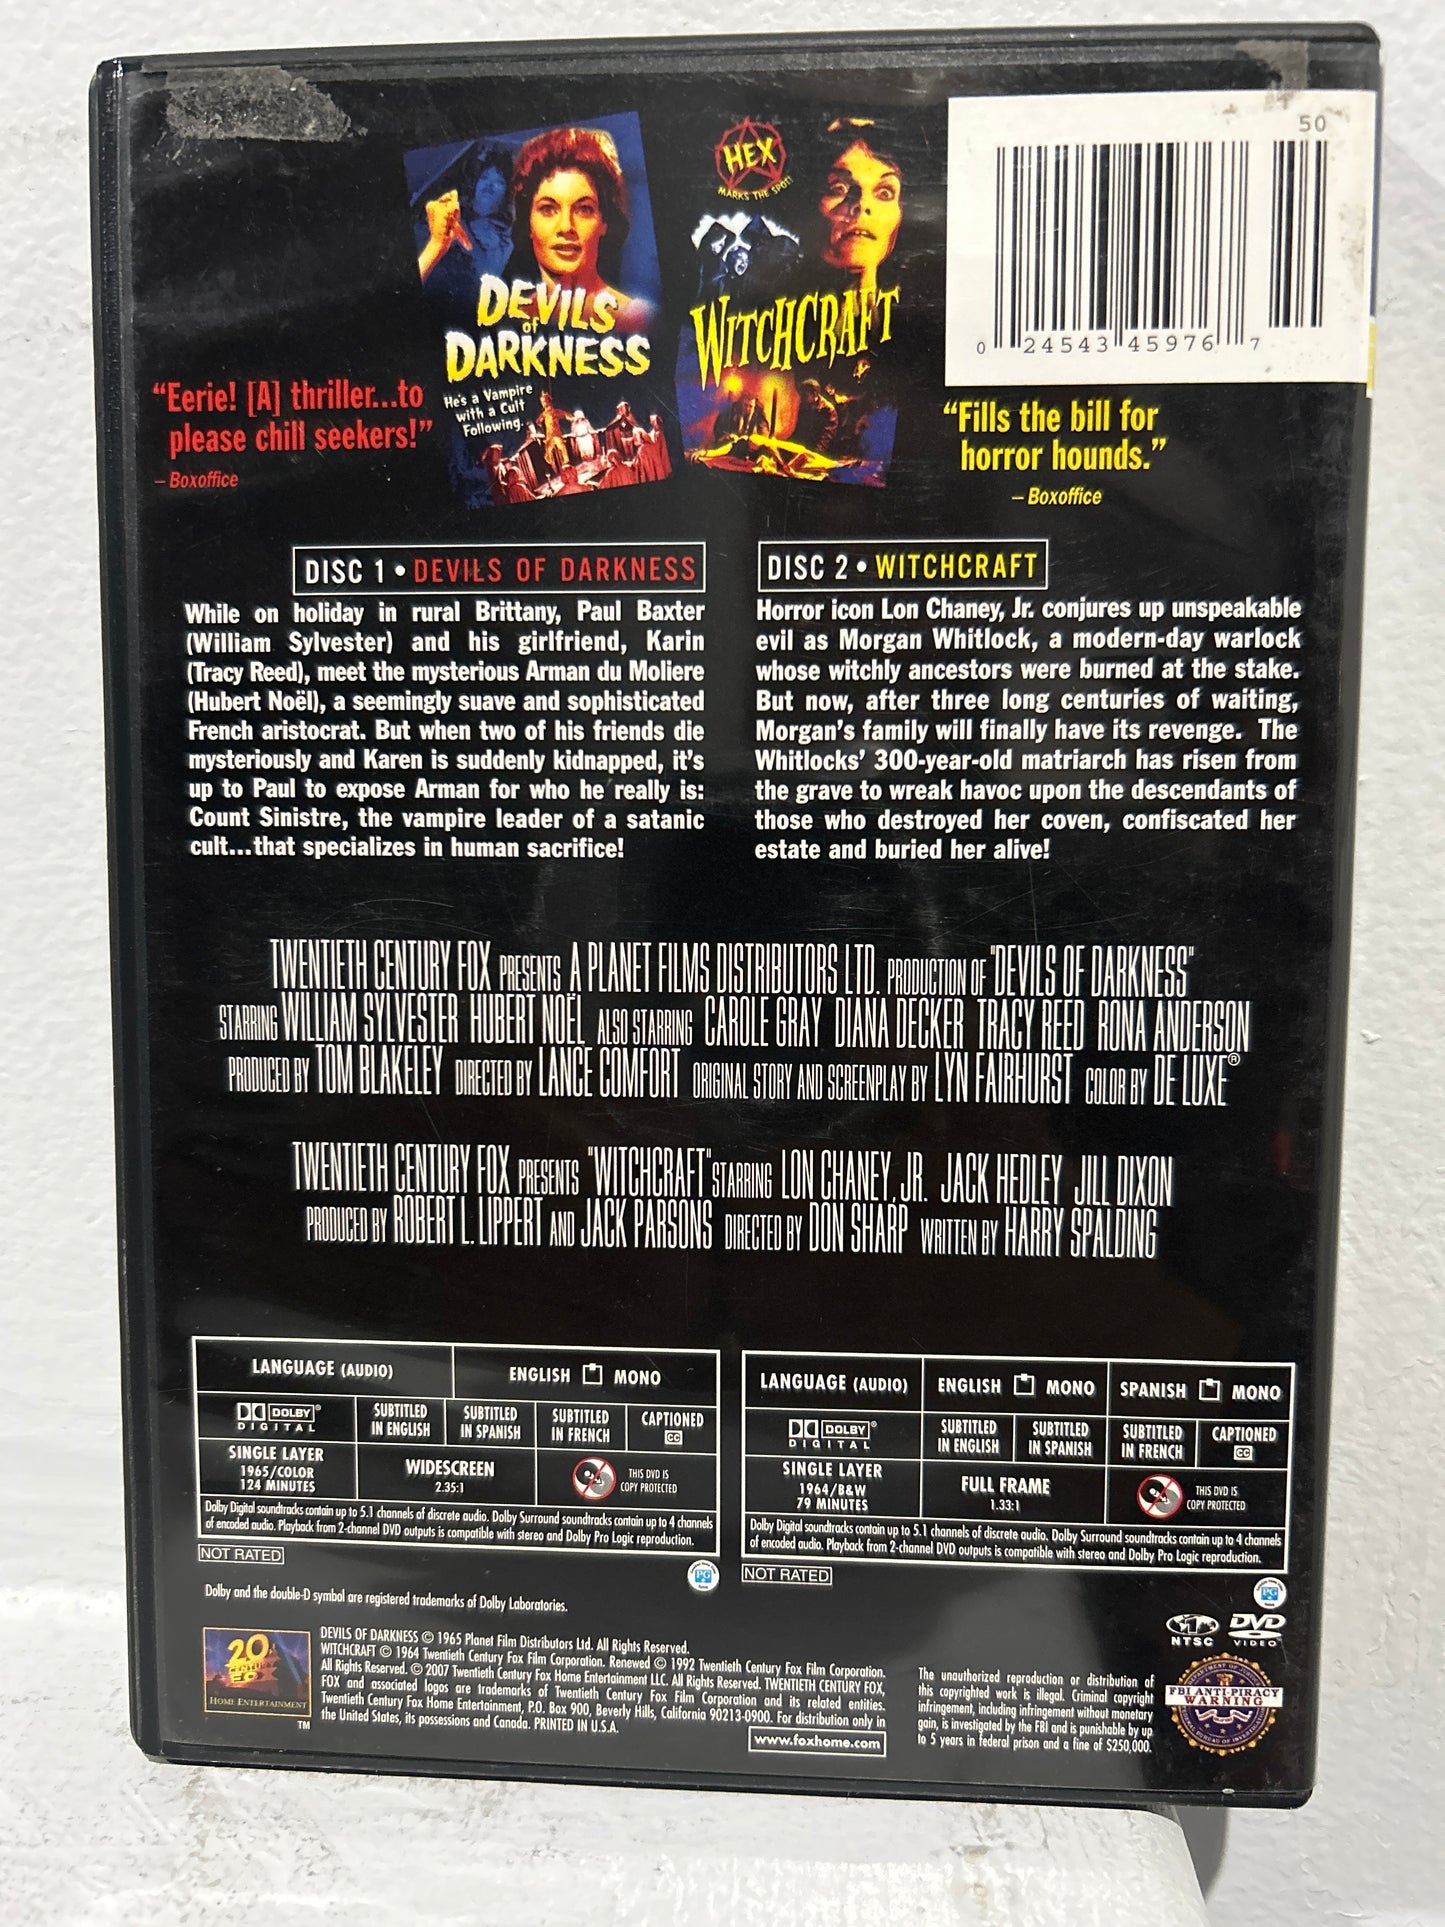 50
0 24543 45976 7
HEX
MARKS THE SPOT!
DEVILS
of
DARKNESS
He's a Vampire
with a Cult
Following.
WITCHCRAFT
"Eerie! [A] thriller...to
please chill seekers!"
– Boxoffice
"Fills the bill for
horror hounds."
– Boxoffice
DISC 1 • DEVILS OF DARKNESS
While on holiday in rural Brittany, Paul Baxter
(William Sylvester) and his girlfriend, Karin
(Tracy Reed), meet the mysterious Arman du Moliere
(Hubert Noël), a seemingly suave and sophisticated
French aristocrat. But when two of his friends die
mysteriously and Karen is suddenly kidnapped, it's
up to Paul to expose Arman for who he really is:
Count Sinistre, the vampire leader of a satanic
cult...that specializes in human sacrifice!
DISC 2 • WITCHCRAFT
Horror icon Lon Chaney, Jr. conjures up unspeakable
evil as Morgan Whitlock, a modern-day warlock
whose witchly ancestors were burned at the stake.
But now, after three long centuries of waiting,
Morgan's family will finally have its revenge. The
Whitlocks' 300-year-old matriarch has risen from
the grave to wreak havoc upon the descendants of
those who destroyed her coven, confiscated her
estate and buried her alive!
TWENTIETH CENTURY FOX PRESENTS A PLANET FILMS DISTRIBUTORS LTD. PRODUCTION OF "DEVILS OF DARKNESS"
STARRING WILLIAM SYLVESTER HUBERT NOËL ALSO STARRING CAROLE GRAY DIANA DECKER TRACY REED RONA ANDERSON
PRODUCED BY TOM BLAKELEY DIRECTED BY LANCE COMFORT ORIGINAL STORY AND SCREENPLAY BY LYN FAIRHURST COLOR BY DE LUXE®
TWENTIETH CENTURY FOX PRESENTS "WITCHCRAFT" STARRING LON CHANEY, JR. JACK HEDLEY JILL DIXON
PRODUCED BY ROBERT L. LIPPERT AND JACK PARSONS DIRECTED BY DON SHARP WRITTEN BY HARRY SPALDING
LANGUAGE (AUDIO) ENGLISH MONO
DOLBY®
DIGITAL
SUBTITLED
IN ENGLISH
SUBTITLED
IN SPANISH
SUBTITLED
IN FRENCH
CAPTIONED
CC
SINGLE LAYER
1965/COLOR
124 MINUTES
WIDESCREEN
2.35:1
THIS DVD IS
COPY PROTECTED
Dolby Digital soundtracks contain up to 5.1 channels of discrete audio. Dolby Surround soundtracks contain up to 4 channels
of encoded audio. Playback from 2-channel DVD outputs is compatible with stereo and Dolby Pro Logic reproduction.
NOT RATED
PG
LANGUAGE (AUDIO) ENGLISH MONO SPANISH MONO
DOLBY®
DIGITAL
SUBTITLED
IN ENGLISH
SUBTITLED
IN SPANISH
SUBTITLED
IN FRENCH
CAPTIONED
CC
SINGLE LAYER
1964/B&W
79 MINUTES
FULL FRAME
1.33:1
THIS DVD IS
COPY PROTECTED
Dolby Digital soundtracks contain up to 5.1 channels of discrete audio. Dolby Surround soundtracks contain up to 4 channels
of encoded audio. Playback from 2-channel DVD outputs is compatible with stereo and Dolby Pro Logic reproduction.
NOT RATED
PG
Dolby and the double-D symbol are registered trademarks of Dolby Laboratories.
NTSC
DVD
VIDEO
20
CENTURY
FOX
HOME ENTERTAINMENT
TM
DEVILS OF DARKNESS © 1965 Planet Film Distributors Ltd. All Rights Reserved.
WITCHCRAFT © 1964 Twentieth Century Fox Film Corporation. Renewed © 1992 Twentieth Century Fox Film Corporation.
All Rights Reserved. © 2007 Twentieth Century Fox Home Entertainment LLC. All Rights Reserved. TWENTIETH CENTURY FOX,
FOX and associated logos are trademarks of Twentieth Century Fox Film Corporation and its related entities.
Twentieth Century Fox Home Entertainment, P.O. Box 900, Beverly Hills, California 90213-0900. For distribution only in
the United States, its possessions and Canada. PRINTED IN U.S.A.
www.foxhome.com
The unauthorized reproduction or distribution of
this copyrighted work is illegal. Criminal copyright
infringement, including infringement without monetary
gain, is investigated by the FBI and is punishable by up
to 5 years in federal prison and a fine of $250,000.
DEPARTMENT OF JUSTICE
FBI ANTI-PIRACY
WARNING
FEDERAL BUREAU OF INVESTIGATION